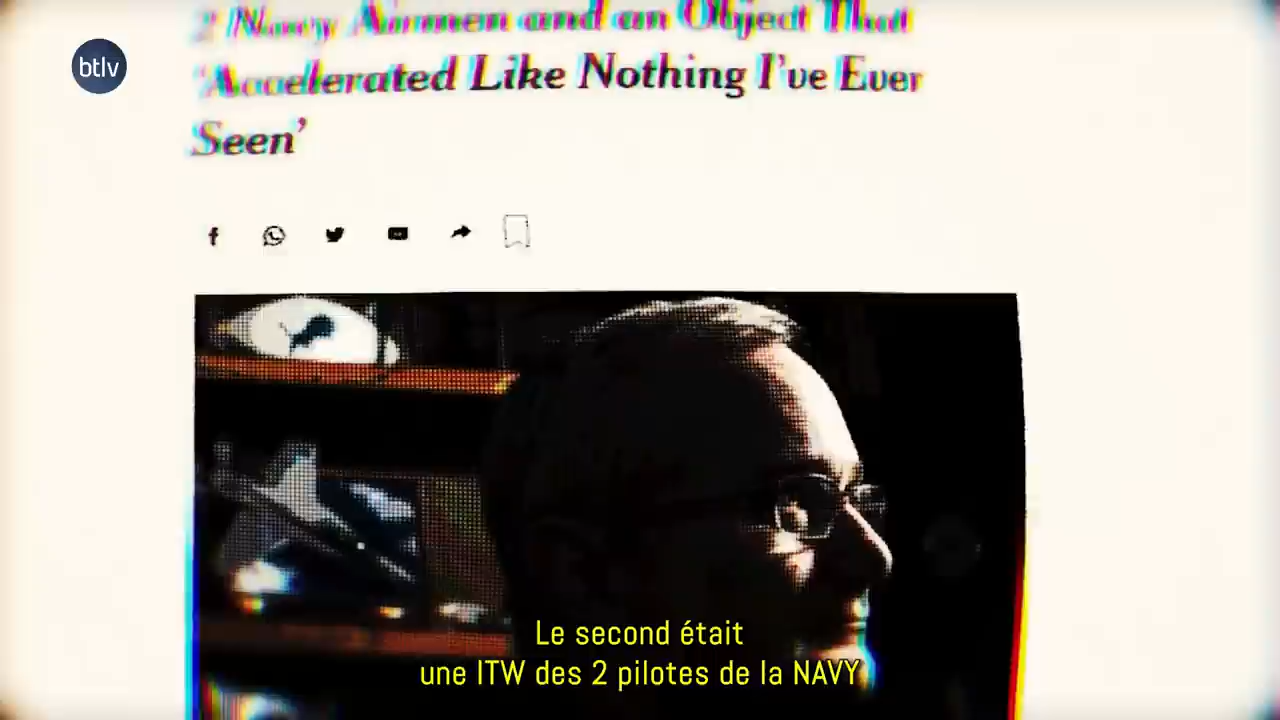 btlv
2 Navy Airmen and an Object That
‘Accelerated Like Nothing I’ve Ever
Seen’
Le second était
une ITW des 2 pilotes de la NAVY